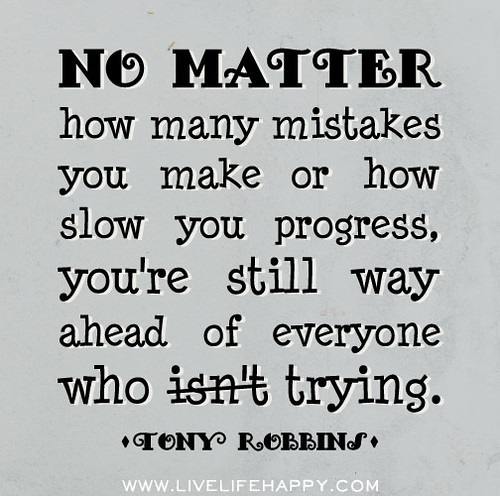 NO MATTER
how many mistakes
you make or how
slow you progress,
you're still way
ahead of everyone
who isn't trying.
♦TONY ROBBINS♦
WWW.LIVELIFEHAPPY.COM